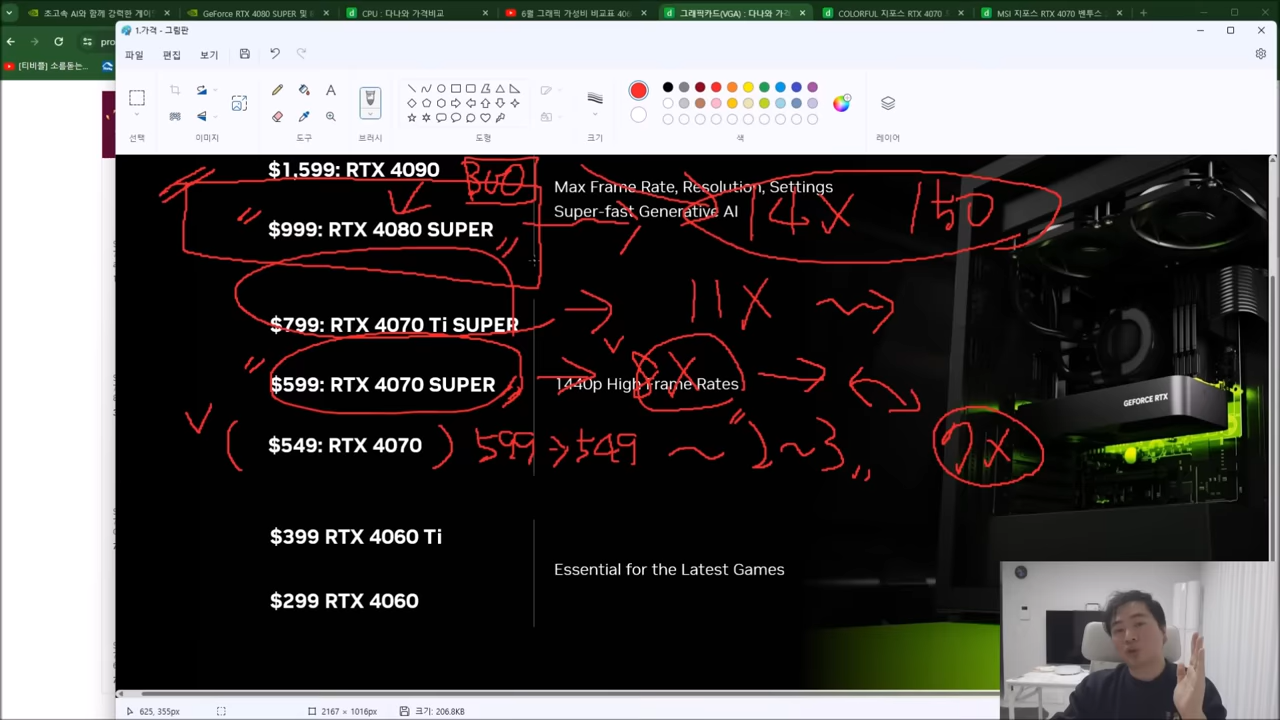 초고속 AI와 함께 강력한 게이
GeForce RTX 4080 SUPER 및
CPU : 다나와 가격비교
6월 그래픽 가성비 비교표 406
그래픽카드(VGA) : 다나와 가격
COLORFUL 지포스 RTX 4070
MSI 지포스 RTX 4070 벤투스
pro
[티비플] 소름돋는...
1.가격 - 그림판
파일 편집 보기
선택 이미지 도구 브러시 도형 크기 색 레이어
$1,599: RTX 4090 300
Max Frame Rate, Resolution, Settings
Super-fast Generative AI
14X 150
$999: RTX 4080 SUPER
11X
$799: RTX 4070 Ti SUPER
$599: RTX 4070 SUPER
8X
1440p High Frame Rates
$549: RTX 4070
599 → 549 ~ "2~3" 7X
$399 RTX 4060 Ti
Essential for the Latest Games
$299 RTX 4060
GEFORCE RTX
625, 355px
2167 × 1016px
크기: 206.8KB